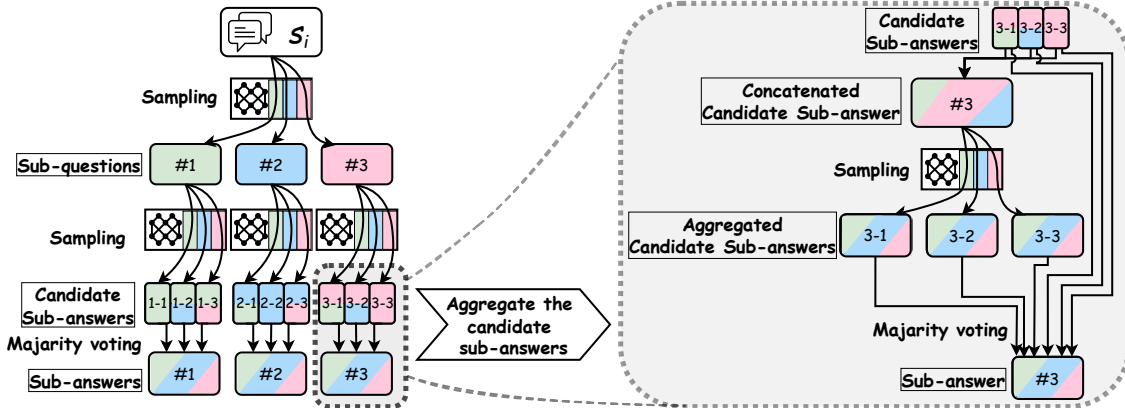 S_i
Sampling
Sub-questions
#1
#2
#3
Sampling
Candidate
Sub-answers
1-1
1-2
1-3
2-1
2-2
2-3
3-1
3-2
3-3
Majarity voting
Sub-answers
#1
#2
#3
Aggregate the
candidate
sub-answers
Candidate
Sub-answers
3-1
3-2
3-3
Concatenated
Candidate Sub-answer
#3
Sampling
Aggregated
Candidate Sub-answers
3-1
3-2
3-3
Majarity voting
Sub-answer
#3